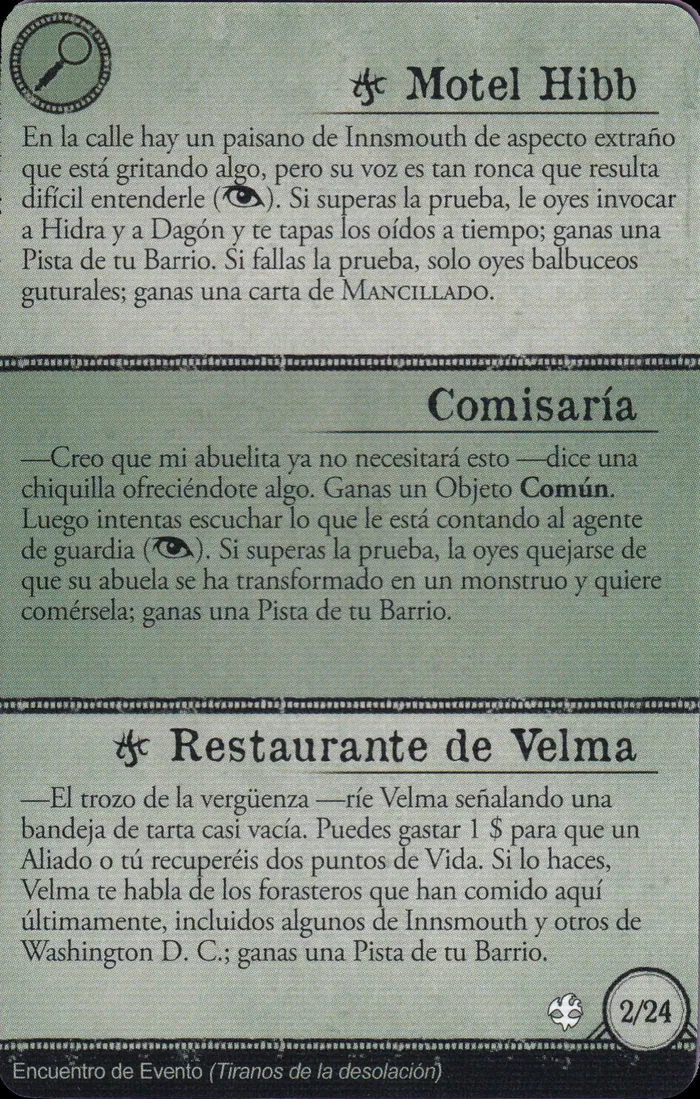 Motel Hibb
En la calle hay un paisano de Innsmouth de aspecto extraño
que está gritando algo, pero su voz es tan ronca que resulta
difícil entenderle (). Si superas la prueba, le oyes invocar
a Hidra y a Dagón y te tapas los oídos a tiempo; ganas una
Pista de tu Barrio. Si fallas la prueba, solo oyes balbuceos
guturales; ganas una carta de MANCILLADO.
Comisaría
—Creo que mi abuelita ya no necesitará esto —dice una
chiquilla ofreciéndote algo. Ganas un Objeto Común.
Luego intentas escuchar lo que le está contando al agente
de guardia (). Si superas la prueba, la oyes quejarse de
que su abuela se ha transformado en un monstruo y quiere
comérsela; ganas una Pista de tu Barrio.
Restaurante de Velma
—El trozo de la vergüenza —ríe Velma señalando una
bandeja de tarta casi vacía. Puedes gastar 1 $ para que un
Aliado o tú recuperéis dos puntos de Vida. Si lo haces,
Velma te habla de los forasteros que han comido aquí
últimamente, incluidos algunos de Innsmouth y otros de
Washington D. C.; ganas una Pista de tu Barrio.
2/24
Encuentro de Evento (Tiranos de la desolación)